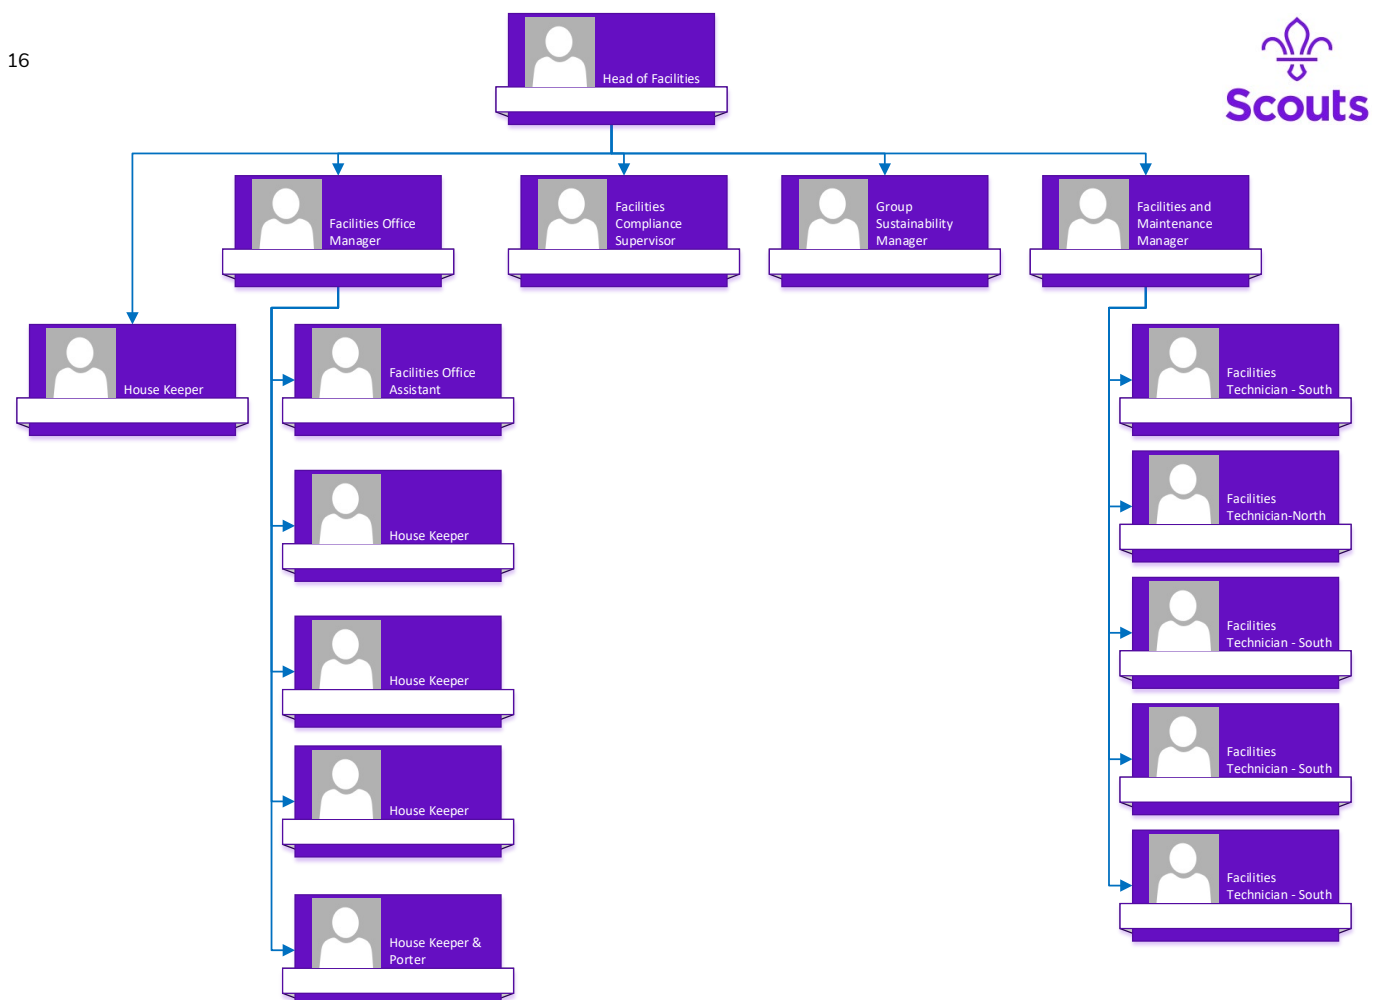 16
Head of Facilities
Scouts
Facilities Office
Manager
Facilities
Compliance
Supervisor
Group
Sustainability
Manager
Facilities and
Maintenance
Manager
House Keeper
Facilities Office
Assistant
House Keeper
House Keeper
House Keeper
House Keeper &
Porter
Facilities
Technician - South
Facilities
Technician-North
Facilities
Technician - South
Facilities
Technician - South
Facilities
Technician - South